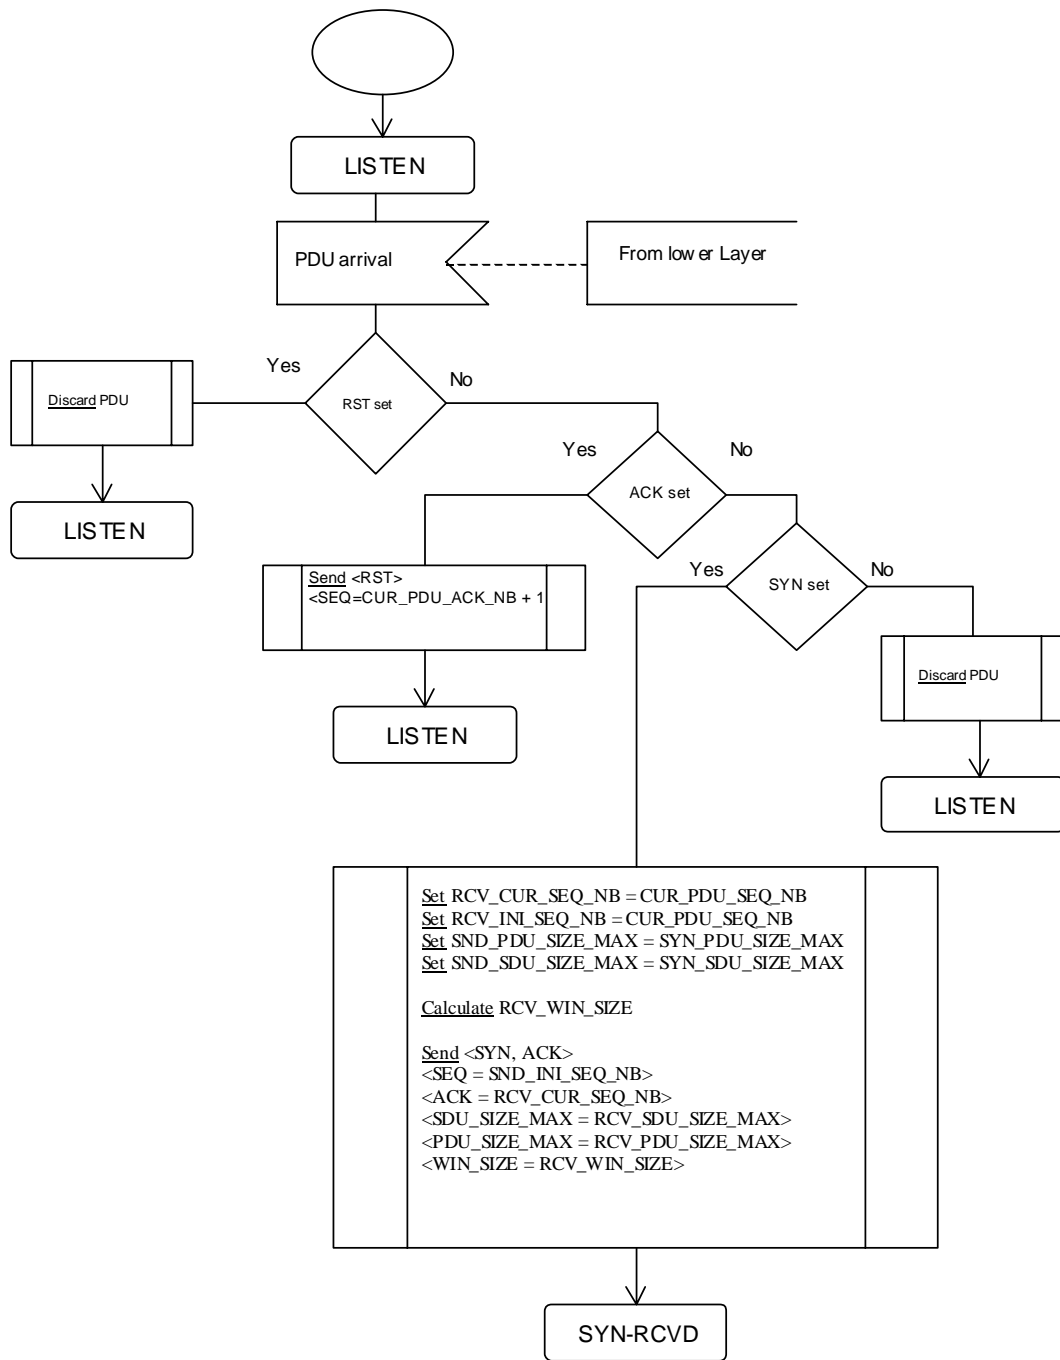 LISTEN
PDU arrival
From lower Layer
Yes
No
RST set
Discard PDU
LISTEN
Yes
No
ACK set
Send <RST>
<SEQ=CUR_PDU_ACK_NB + 1
LISTEN
Yes
No
SYN set
Discard PDU
LISTEN
Set RCV_CUR_SEQ_NB = CUR_PDU_SEQ_NB
Set RCV_INI_SEQ_NB = CUR_PDU_SEQ_NB
Set SND_PDU_SIZE_MAX = SYN_PDU_SIZE_MAX
Set SND_SDU_SIZE_MAX = SYN_SDU_SIZE_MAX
Calculate RCV_WIN_SIZE
Send <SYN, ACK>
<SEQ = SND_INI_SEQ_NB>
<ACK = RCV_CUR_SEQ_NB>
<SDU_SIZE_MAX = RCV_SDU_SIZE_MAX>
<PDU_SIZE_MAX = RCV_PDU_SIZE_MAX>
<WIN_SIZE = RCV_WIN_SIZE>
SYN-RCVD